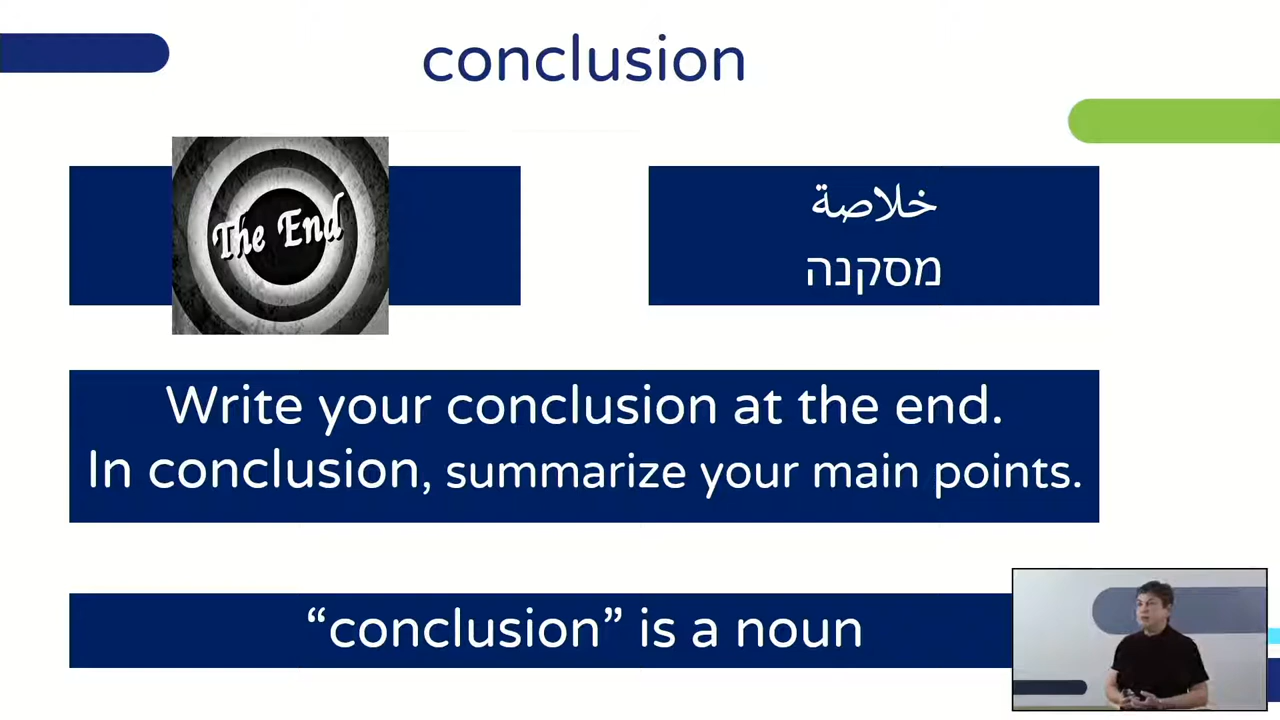 conclusion
The End
خلاصة
מסקנה
Write your conclusion at the end.
In conclusion, summarize your main points.
“conclusion” is a noun